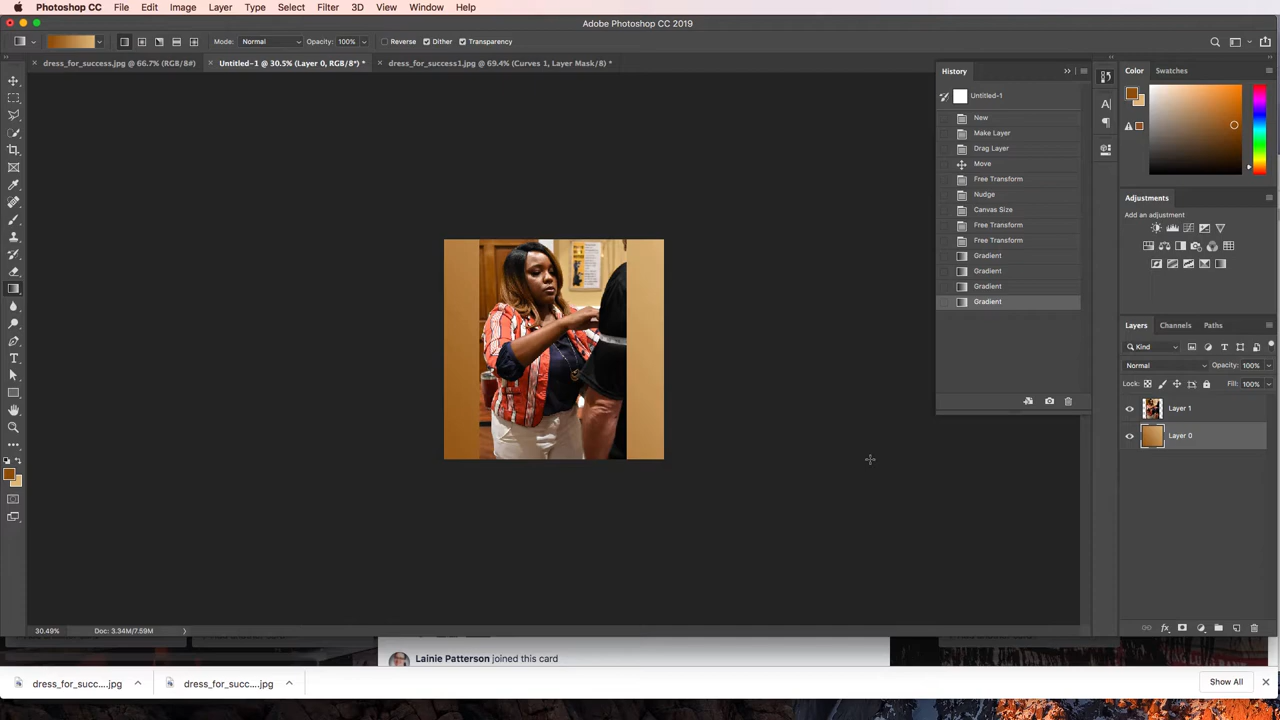 Photoshop CC File Edit Image Layer Type Select Filter 3D View Window Help
Adobe Photoshop CC 2019
Mode: Normal Opacity: 100% Reverse Dither Transparency
dress_for_success.jpg @ 66.7% (RGB/8#) Untitled-1 @ 30.5% (Layer 0, RGB/8*) * dress_for_success1.jpg @ 69.4% (Curves 1, Layer Mask/8) *
History
Untitled-1
New
Make Layer
Drag Layer
Move
Free Transform
Nudge
Canvas Size
Free Transform
Free Transform
Gradient
Gradient
Gradient
Gradient
Color Swatches
Adjustments
Add an adjustment
Layers Channels Paths
Kind
Normal Opacity: 100%
Lock: Fill: 100%
Layer 1
Layer 0
30.49% Doc: 3.34M/7.59M
Lainie Patterson joined this card
dress_for_succ....jpg dress_for_succ....jpg Show All